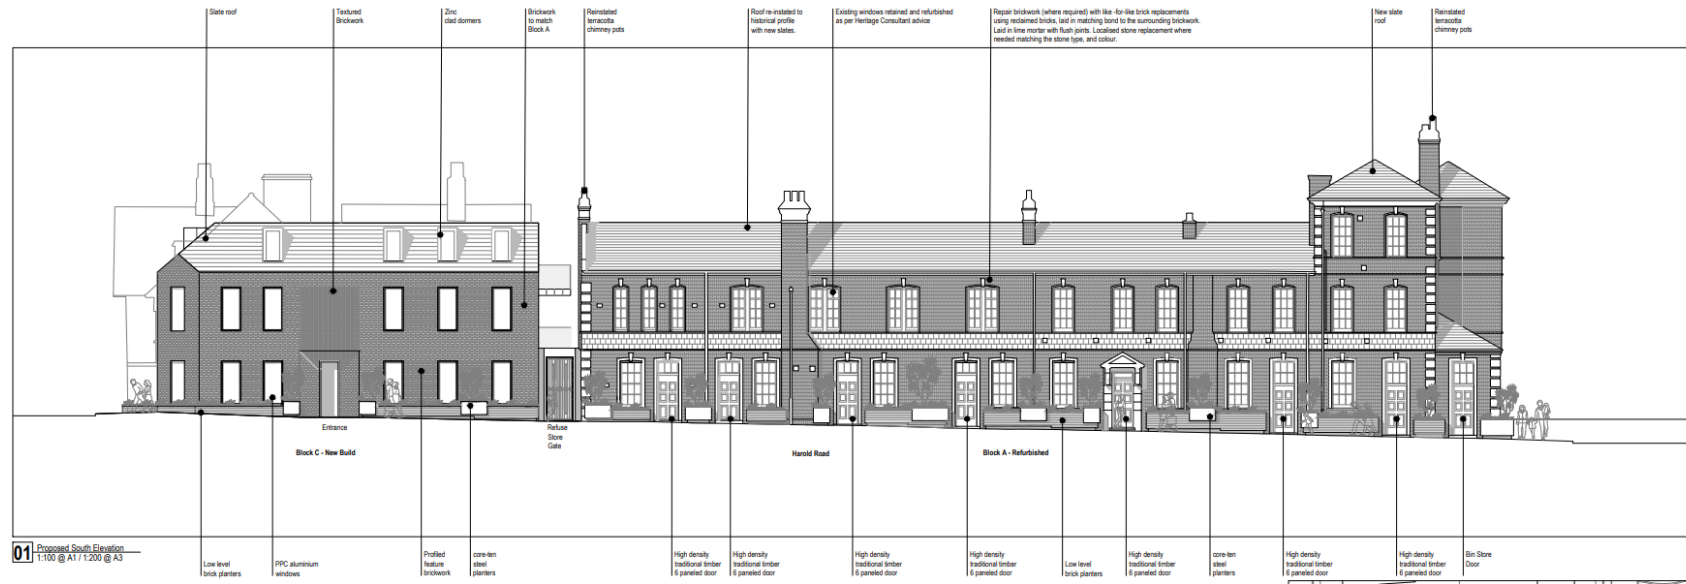 Slate roof
Textured
Brickwork
Zinc
clad dormers
Brickwork
to match
Block A
Reinstated
terracotta
chimney pots
Roof re-instated to
historical profile
with new slates.
Existing windows retained and refurbished
as per Heritage Consultant advice
Repair brickwork (where required) with like -for-like brick replacements
using reclaimed bricks, laid in matching bond to the surrounding brickwork.
Laid in lime mortar with flush joints. Localised stone replacement where
needed matching the stone type, and colour.
New slate
roof
Reinstated
terracotta
chimney pots
Entrance
Refuse
Store
Gate
Block C - New Build
Harold Road
Block A - Refurbished
01 Proposed South Elevation
1:100 @ A1 / 1:200 @ A3
Low level
brick planters
PPC aluminium
windows
Profiled
feature
brickwork
core-ten
steel
planters
High density
traditional timber
6 paneled door
High density
traditional timber
6 paneled door
High density
traditional timber
6 paneled door
High density
traditional timber
6 paneled door
Low level
brick planters
High density
traditional timber
6 paneled door
core-ten
steel
planters
High density
traditional timber
6 paneled door
High density
traditional timber
6 paneled door
Bin Store
Door